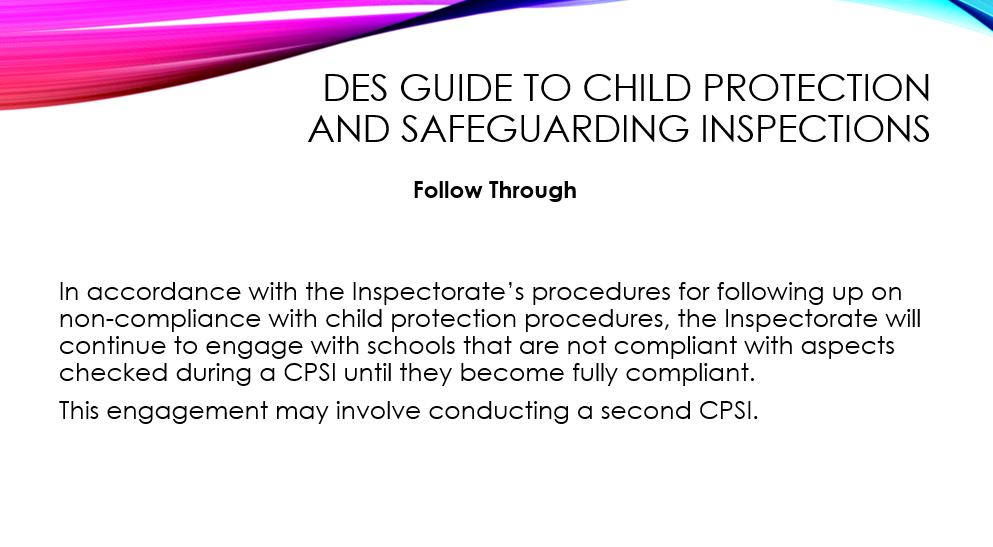 DES GUIDE TO CHILD PROTECTION
AND SAFEGUARDING INSPECTIONS
Follow Through
In accordance with the Inspectorate’s procedures for following up on
non-compliance with child protection procedures, the Inspectorate will
continue to engage with schools that are not compliant with aspects
checked during a CPSI until they become fully compliant.
This engagement may involve conducting a second CPSI.